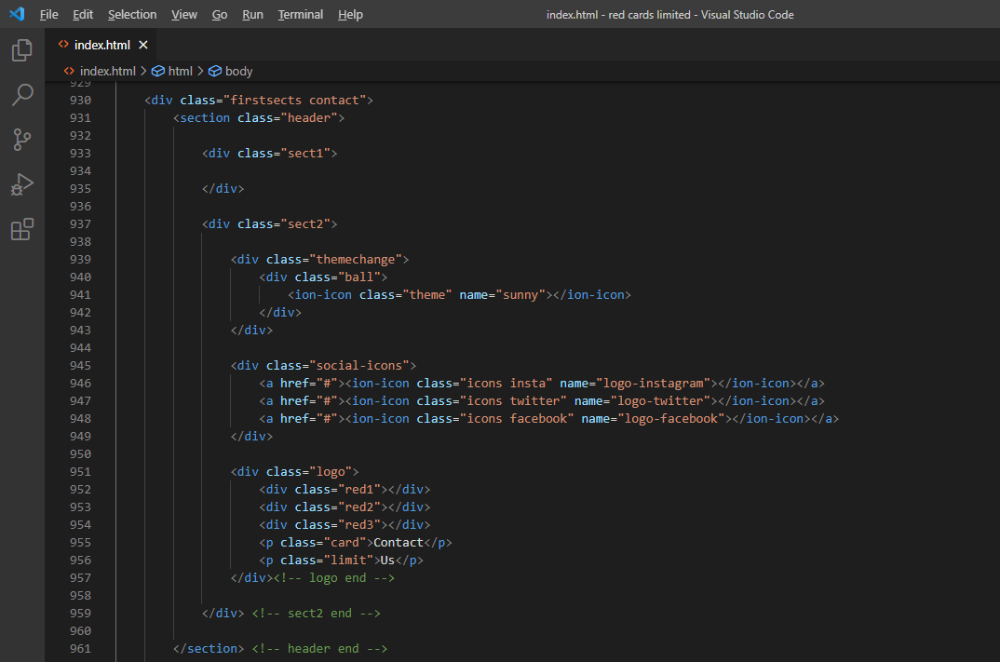 File Edit Selection View Go Run Terminal Help index.html - red cards limited - Visual Studio Code
index.html
index.html > html > body
929
930 <div class="firstsects contact">
931 <section class="header">
932
933 <div class="sect1">
934
935 </div>
936
937 <div class="sect2">
938
939 <div class="themechange">
940 <div class="ball">
941 <ion-icon class="theme" name="sunny"></ion-icon>
942 </div>
943 </div>
944
945 <div class="social-icons">
946 <a href="#"><ion-icon class="icons insta" name="logo-instagram"></ion-icon></a>
947 <a href="#"><ion-icon class="icons twitter" name="logo-twitter"></ion-icon></a>
948 <a href="#"><ion-icon class="icons facebook" name="logo-facebook"></ion-icon></a>
949 </div>
950
951 <div class="logo">
952 <div class="red1"></div>
953 <div class="red2"></div>
954 <div class="red3"></div>
955 <p class="card">Contact</p>
956 <p class="limit">Us</p>
957 </div><!-- logo end -->
958
959 </div> <!-- sect2 end -->
960
961 </section> <!-- header end -->